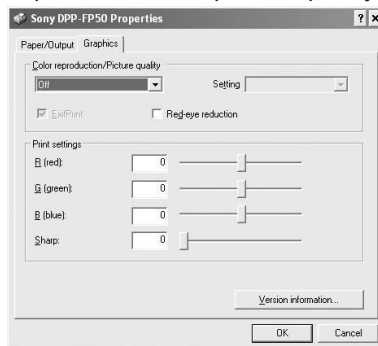 Sony DPP-FP50 Properties
Paper/Output Graphics
Color reproduction/Picture quality
Off Setting
ExifPrint Red-eye reduction
Print settings
R (red): 0
G (green): 0
B (blue): 0
Sharp: 0
Version information...
OK Cancel